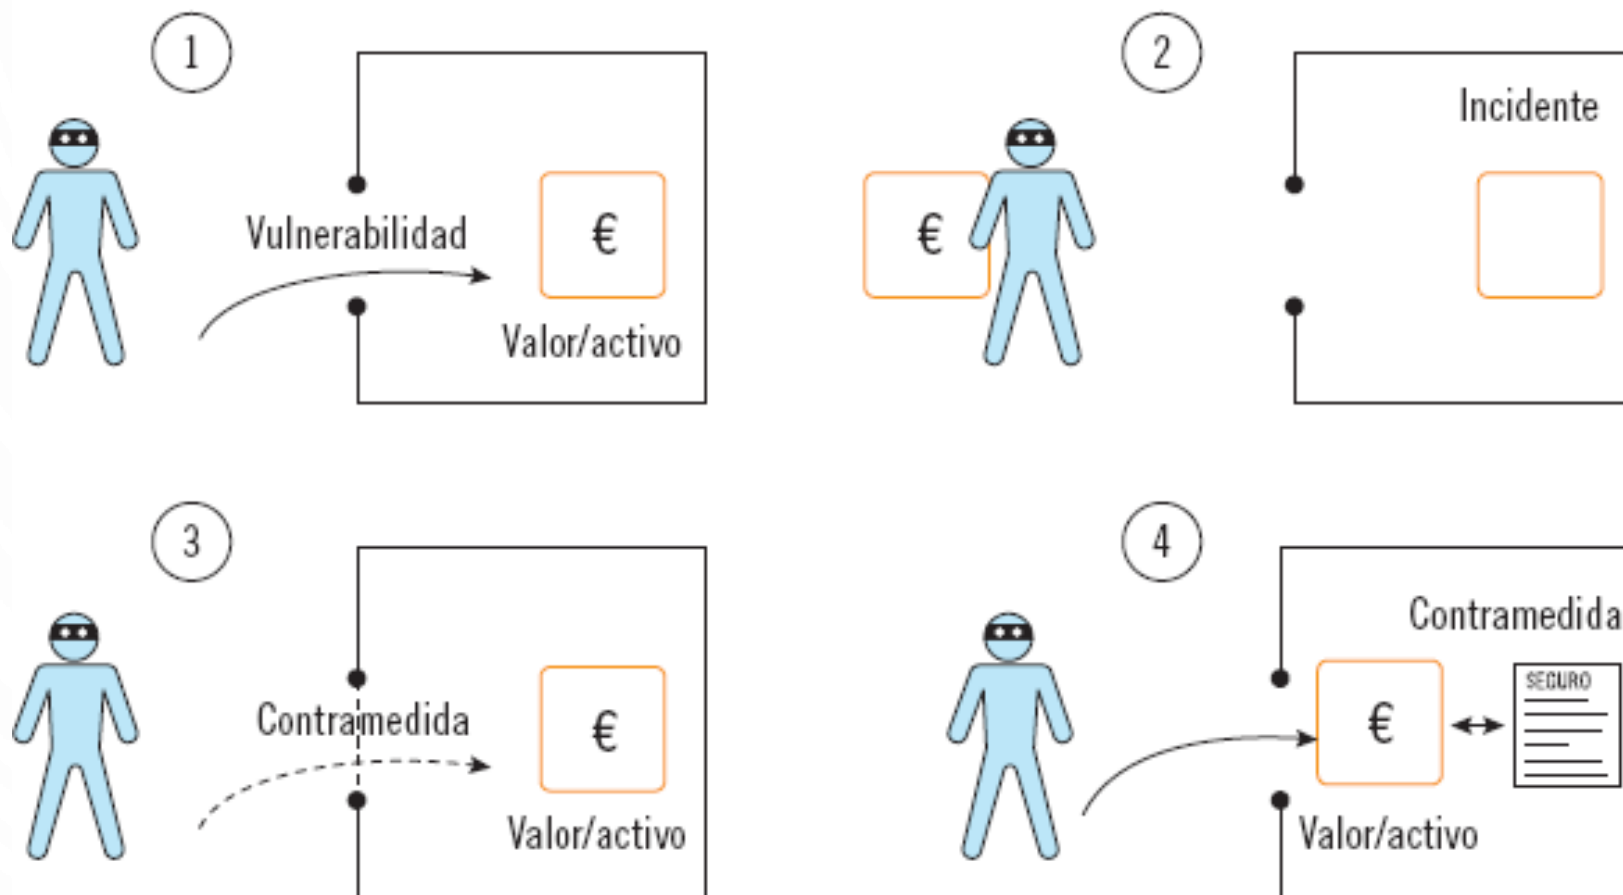 1
Vulnerabilidad
€
Valor/activo
2
Incidente
€
3
Contramedida
€
Valor/activo
4
Contramedida
SEGURO
€
Valor/activo